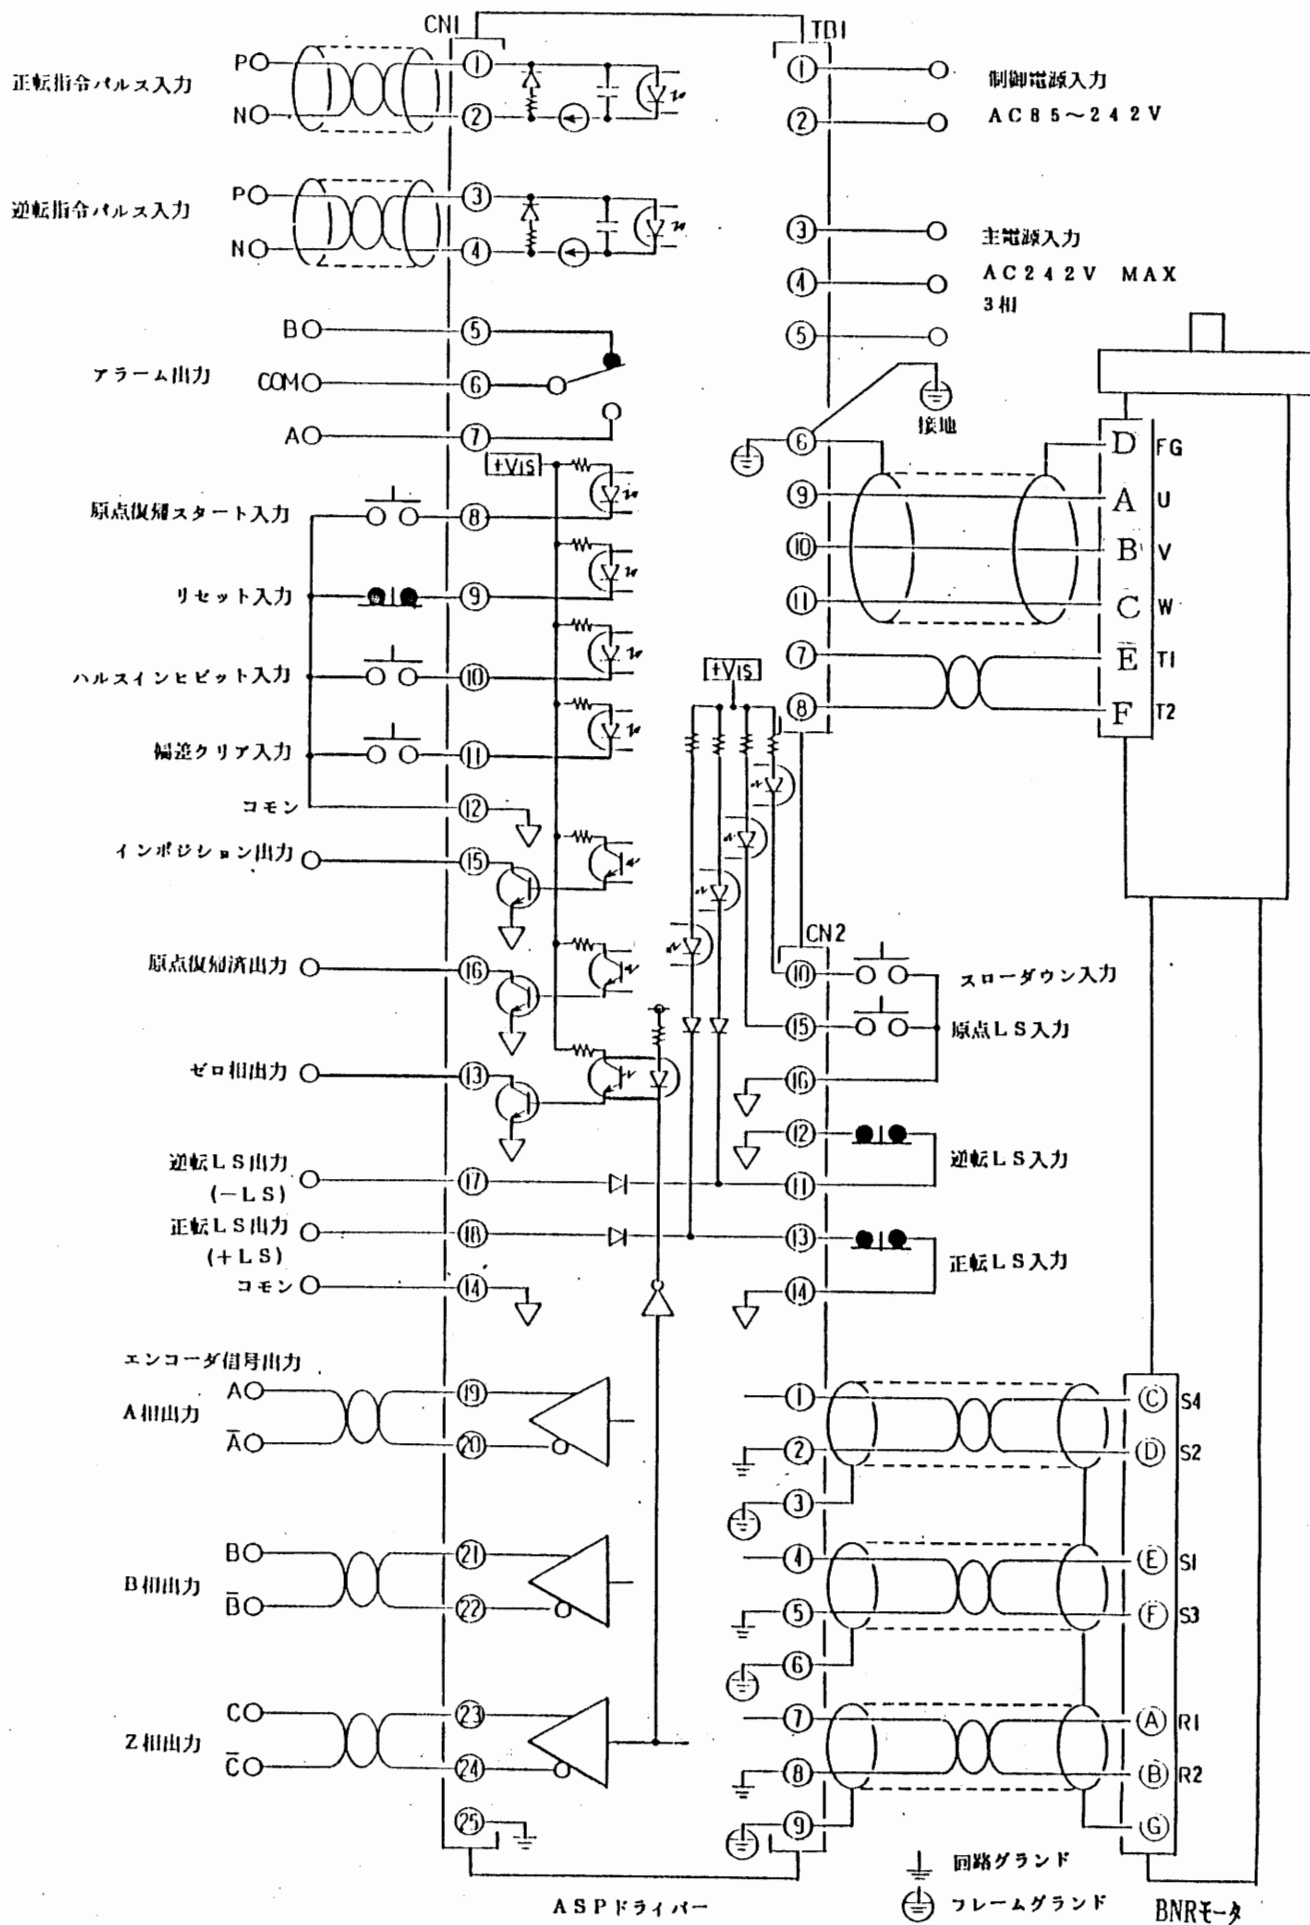 CN1
TB1
正転指令パルス入力
P
N
①
②
①
②
制御電源入力
AC85～242V
逆転指令パルス入力
P
N
③
④
③
④
⑤
主電源入力
AC242V MAX
3相
アラーム出力
B
COM
A
⑤
⑥
⑦
接地
+VIS
⑥
D FG
⑨
A U
⑩
B V
⑪
C W
⑦
E T1
⑧
F T2
原点復帰スタート入力
⑧
リセット入力
⑨
ハルスインヒビット入力
⑩
偏差クリア入力
⑪
コモン
⑫
+VIS
インポジション出力
⑮
原点復帰済出力
⑯
ゼロ相出力
⑬
逆転LS出力
(－LS)
⑰
正転LS出力
(＋LS)
⑱
コモン
⑭
CN2
⑩
スローダウン入力
⑮
原点LS入力
⑯
⑫
逆転LS入力
⑪
⑬
正転LS入力
⑭
エンコーダ信号出力
A相出力
A
A̅
⑲
⑳
B相出力
B
B̅
㉑
㉒
Z相出力
C
C̅
㉓
㉔
㉕
①
Ⓒ S4
②
Ⓓ S2
③
④
Ⓔ S1
⑤
Ⓕ S3
⑥
⑦
Ⓐ R1
⑧
Ⓑ R2
⑨
Ⓖ
回路グランド
フレームグランド
ASPドライバー
BNRモータ